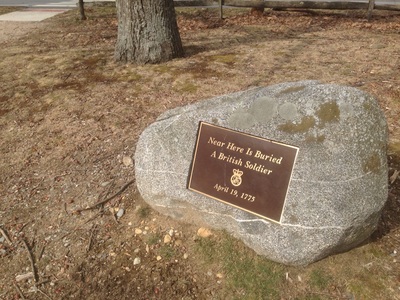 Near Here Is Buried
A British Soldier
April 19, 1775